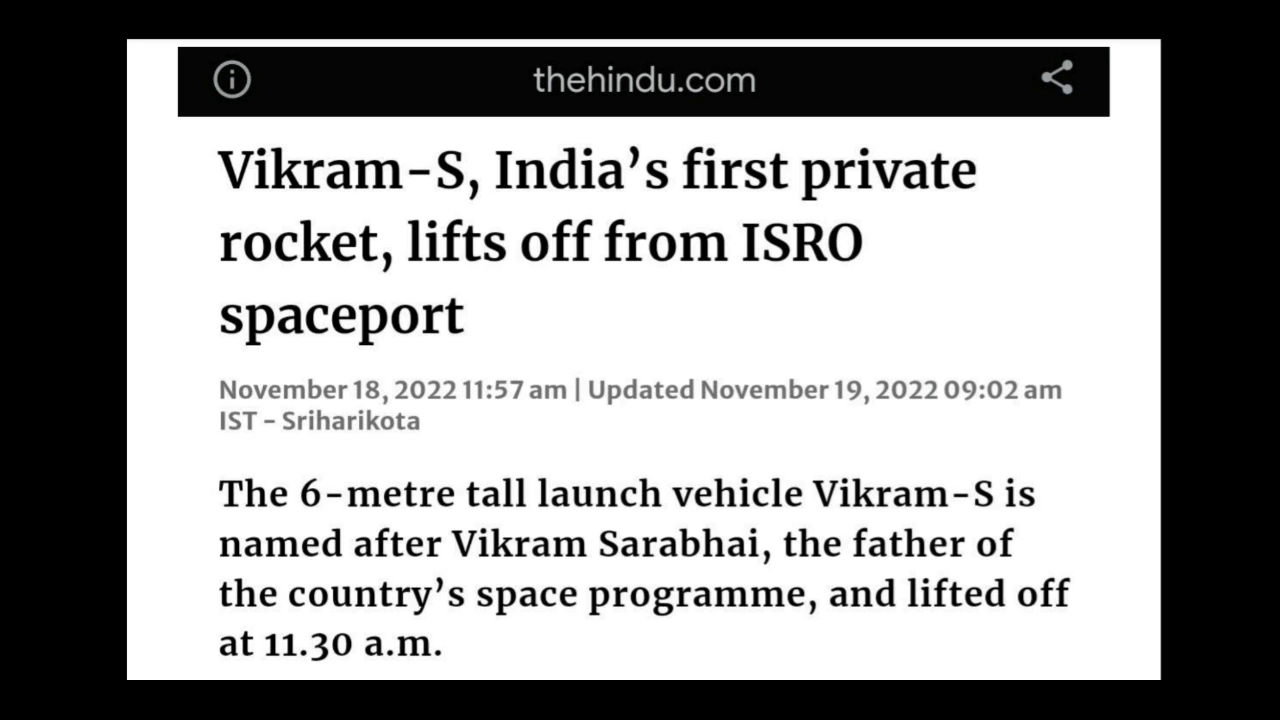 thehindu.com
Vikram-S, India’s first private
rocket, lifts off from ISRO
spaceport
November 18, 2022 11:57 am | Updated November 19, 2022 09:02 am
IST - Sriharikota
The 6-metre tall launch vehicle Vikram-S is
named after Vikram Sarabhai, the father of
the country’s space programme, and lifted off
at 11.30 a.m.